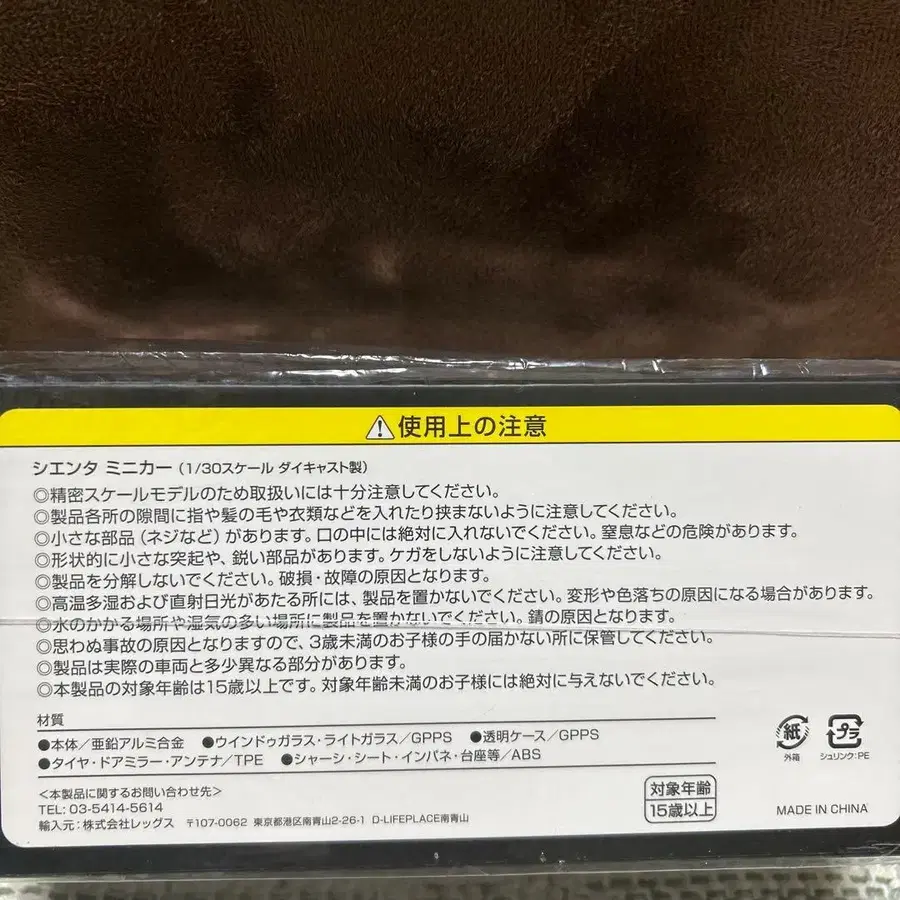 ⚠使用上の注意
シエンタ ミニカー(1/30スケール ダイキャスト製)
◎精密スケールモデルのため取扱いには十分注意してください。
◎製品各所の隙間に指や髪の毛や衣類などを入れたり挟まないように注意してください。
◎小さな部品(ネジなど)があります。口の中には絶対に入れないでください。窒息などの危険があります。
◎形状的に小さな突起や、鋭い部品があります。ケガをしないように注意してください。
◎製品を分解しないでください。破損・故障の原因となります。
◎高温多湿および直射日光があたる所には、製品を置かないでください。変形や色落ちの原因になる場合があります。
◎水のかかる場所や湿気の多い場所に製品を置かないでください。錆の原因となります。
◎思わぬ事故の原因となりますので、3歳未満のお子様の手の届かない所に保管してください。
◎製品は実際の車両と多少異なる部分があります。
◎本製品の対象年齢は15歳以上です。対象年齢未満のお子様には絶対に与えないでください。
材質
●本体/亜鉛アルミ合金 ●ウインドゥガラス・ライトガラス/GPPS ●透明ケース/GPPS
●タイヤ・ドアミラー・アンテナ/TPE ●シャーシ・シート・インパネ・台座等/ABS
紙
外箱
プラ
シュリンク:PE
<本製品に関するお問い合わせ先>
TEL: 03-5414-5614
輸入元:株式会社レッグス 〒107-0062 東京都港区南青山2-26-1 D-LIFEPLACE南青山
対象年齢
15歳以上
MADE IN CHINA